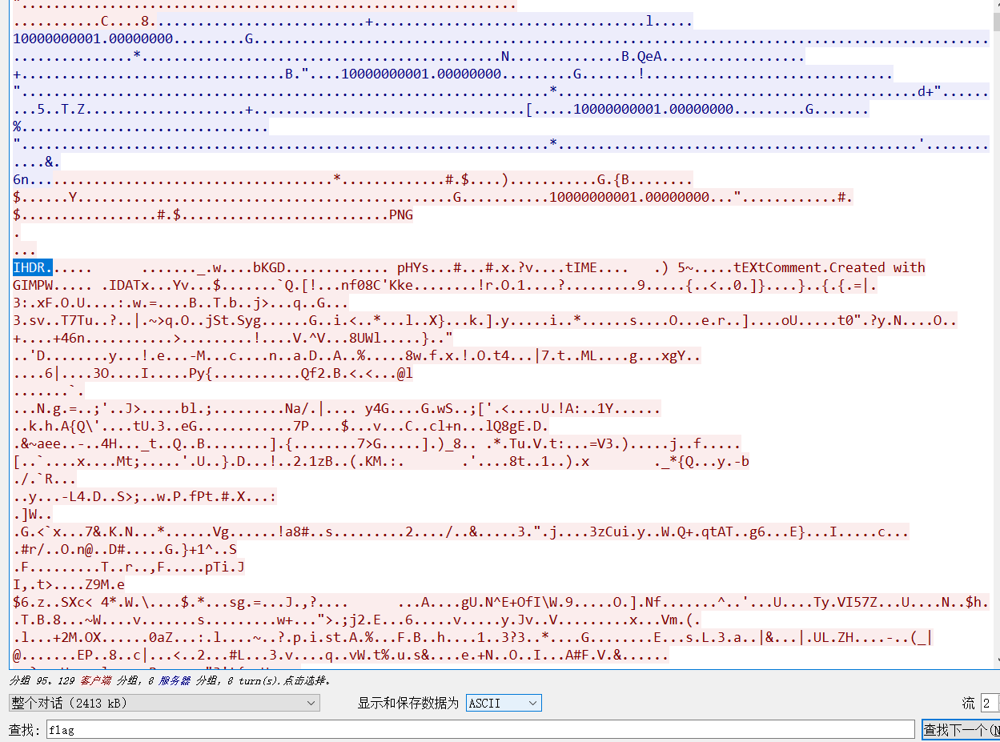 "..............................................................
...........C....8..........................+..................................l.....
10000000001.00000000.........G...........................................................................................
...............*.............................................N..............B.QeA..................
+.................................B."....10000000001.00000000.........G.......!...............................
"..................................................................*.............................................d+"......
...5..T.Z....................+..................................[.....10000000001.00000000.........G.......
%...............................
"..................................................................*.............................................'........
....&.
6n......................................*.............#.$....)...........G.{B........
$......Y...............................................G...........10000000001.00000000..."............#.
$.................#.$..........................PNG
.
...
IHDR...... ......._.w....bKGD............. pHYs...#...#.x.?v....tIME.... .) 5~.....tEXtComment.Created with
GIMPW..... .IDATx...Yv...$.......`Q.[!...nf08C'Kke........!r.O.1....?.........9.....{..<..0.]}....}..{.{.=|.
3:.xF.O.U....:.w.=....B..T.b..j>...q..G...
3.sv..T7Tu..?..|.~>q.O..jSt.Syg......G..i.<..*...l..X}...k.].y.....i..*......s....O...e.r..]....oU.....t0".?y.N....O..
+....+46n...........>.........!....V.^V...8UWl.....}.."
..'D........y...!.e...-M...c....n..a.D..A..%.....8w.f.x.!.O.t4...|7.t..ML....g...xgY..
....6|....3O....I.....Py{...........Qf2.B.<.<...@l
.......`.
...N.g.=..;'..J>.....bl.;.........Na/.|.... y4G....G.wS..;['.<....U.!A:..1Y......
..k.h.A{Q\'....tU.3..eG............7P....$...v...C..cl+n...lQ8gE.D.
.&~aee..-..4H..._t..Q..B........].{........7>G.....].)_8.. .*.Tu.V.t:...=V3.).....j..f.....
[..`....x....Mt;.....'.U..}.D...!..2.1zB..(.KM.:. .'....8t..1..).x ._*{Q...y.-b
./.`R...
..y...-L4.D..S>;..w.P.fPt.#.X...:
.]W..
.G.<`x...7&.K.N...*......Vg......!a8#..s.........2..../..&.....3.".j....3zCui.y..W.Q+.qtAT..g6...E}...I.....c...
.#r/..O.n@..D#.....G.}+1^..S
.F.........T..r..,F.....pTi.J
I,.t>....Z9M.e
$6.z..SXc< 4*.W.\....$.*...sg.=...J.,?.... ...A....gU.N^E+OfI\W.9.....O.].Nf........^..'...U....Ty.VI57Z...U....N..$h.
.T.B.8...~W....v.......s.........w+...">.;j2.E...6.....v.....y.Jv..V.........x...Vm.(.
.l...+2M.OX......0aZ...:.l....~..?.p.i.st.A.%...F.B..h....1..3?3..*....G........E...s.L.3.a..|&...|.UL.ZH....-..(_|
@.......EP..8..c|...<..2...#L...3.v....q..vW.t%.u.s&....e.+N..O..I...A#F.V.&......
分组 95。129 客户端 分组, 8 服务器 分组, 8 turn(s).点击选择。
整个对话（2413 kB）
显示和保存数据为 ASCII
流 2
查找: flag
查找下一个(N